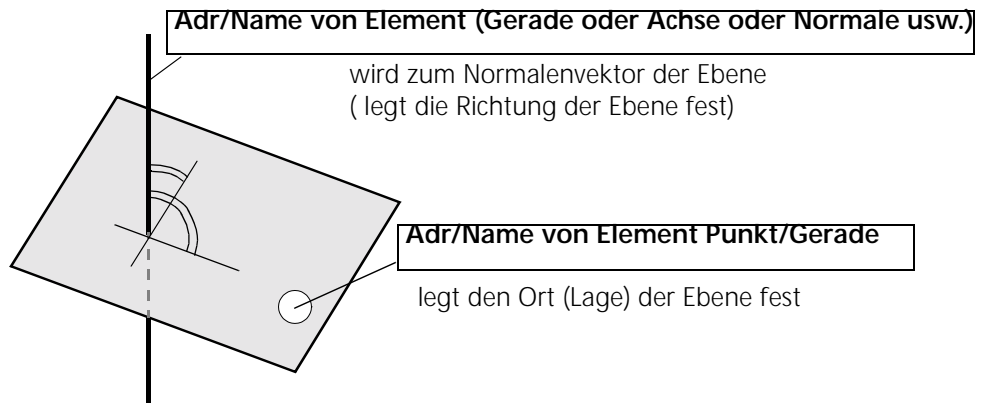 Adr/Name von Element (Gerade oder Achse oder Normale usw.)
wird zum Normalenvektor der Ebene
( legt die Richtung der Ebene fest)
Adr/Name von Element Punkt/Gerade
legt den Ort (Lage) der Ebene fest